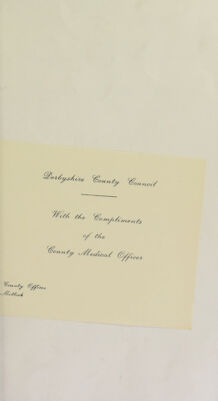 Derbyshire County Council
With the Compliments
of the
County Medical Officer
County Offices
Matlock